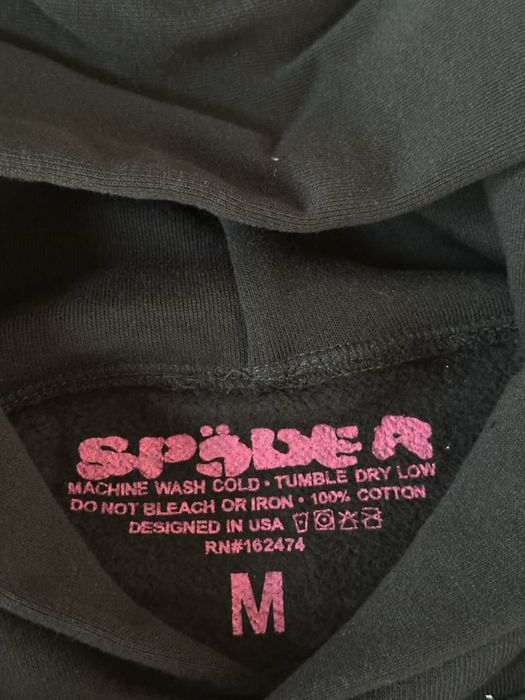 SP5DER
MACHINE WASH COLD • TUMBLE DRY LOW
DO NOT BLEACH OR IRON • 100% COTTON
DESIGNED IN USA
RN#162474
M